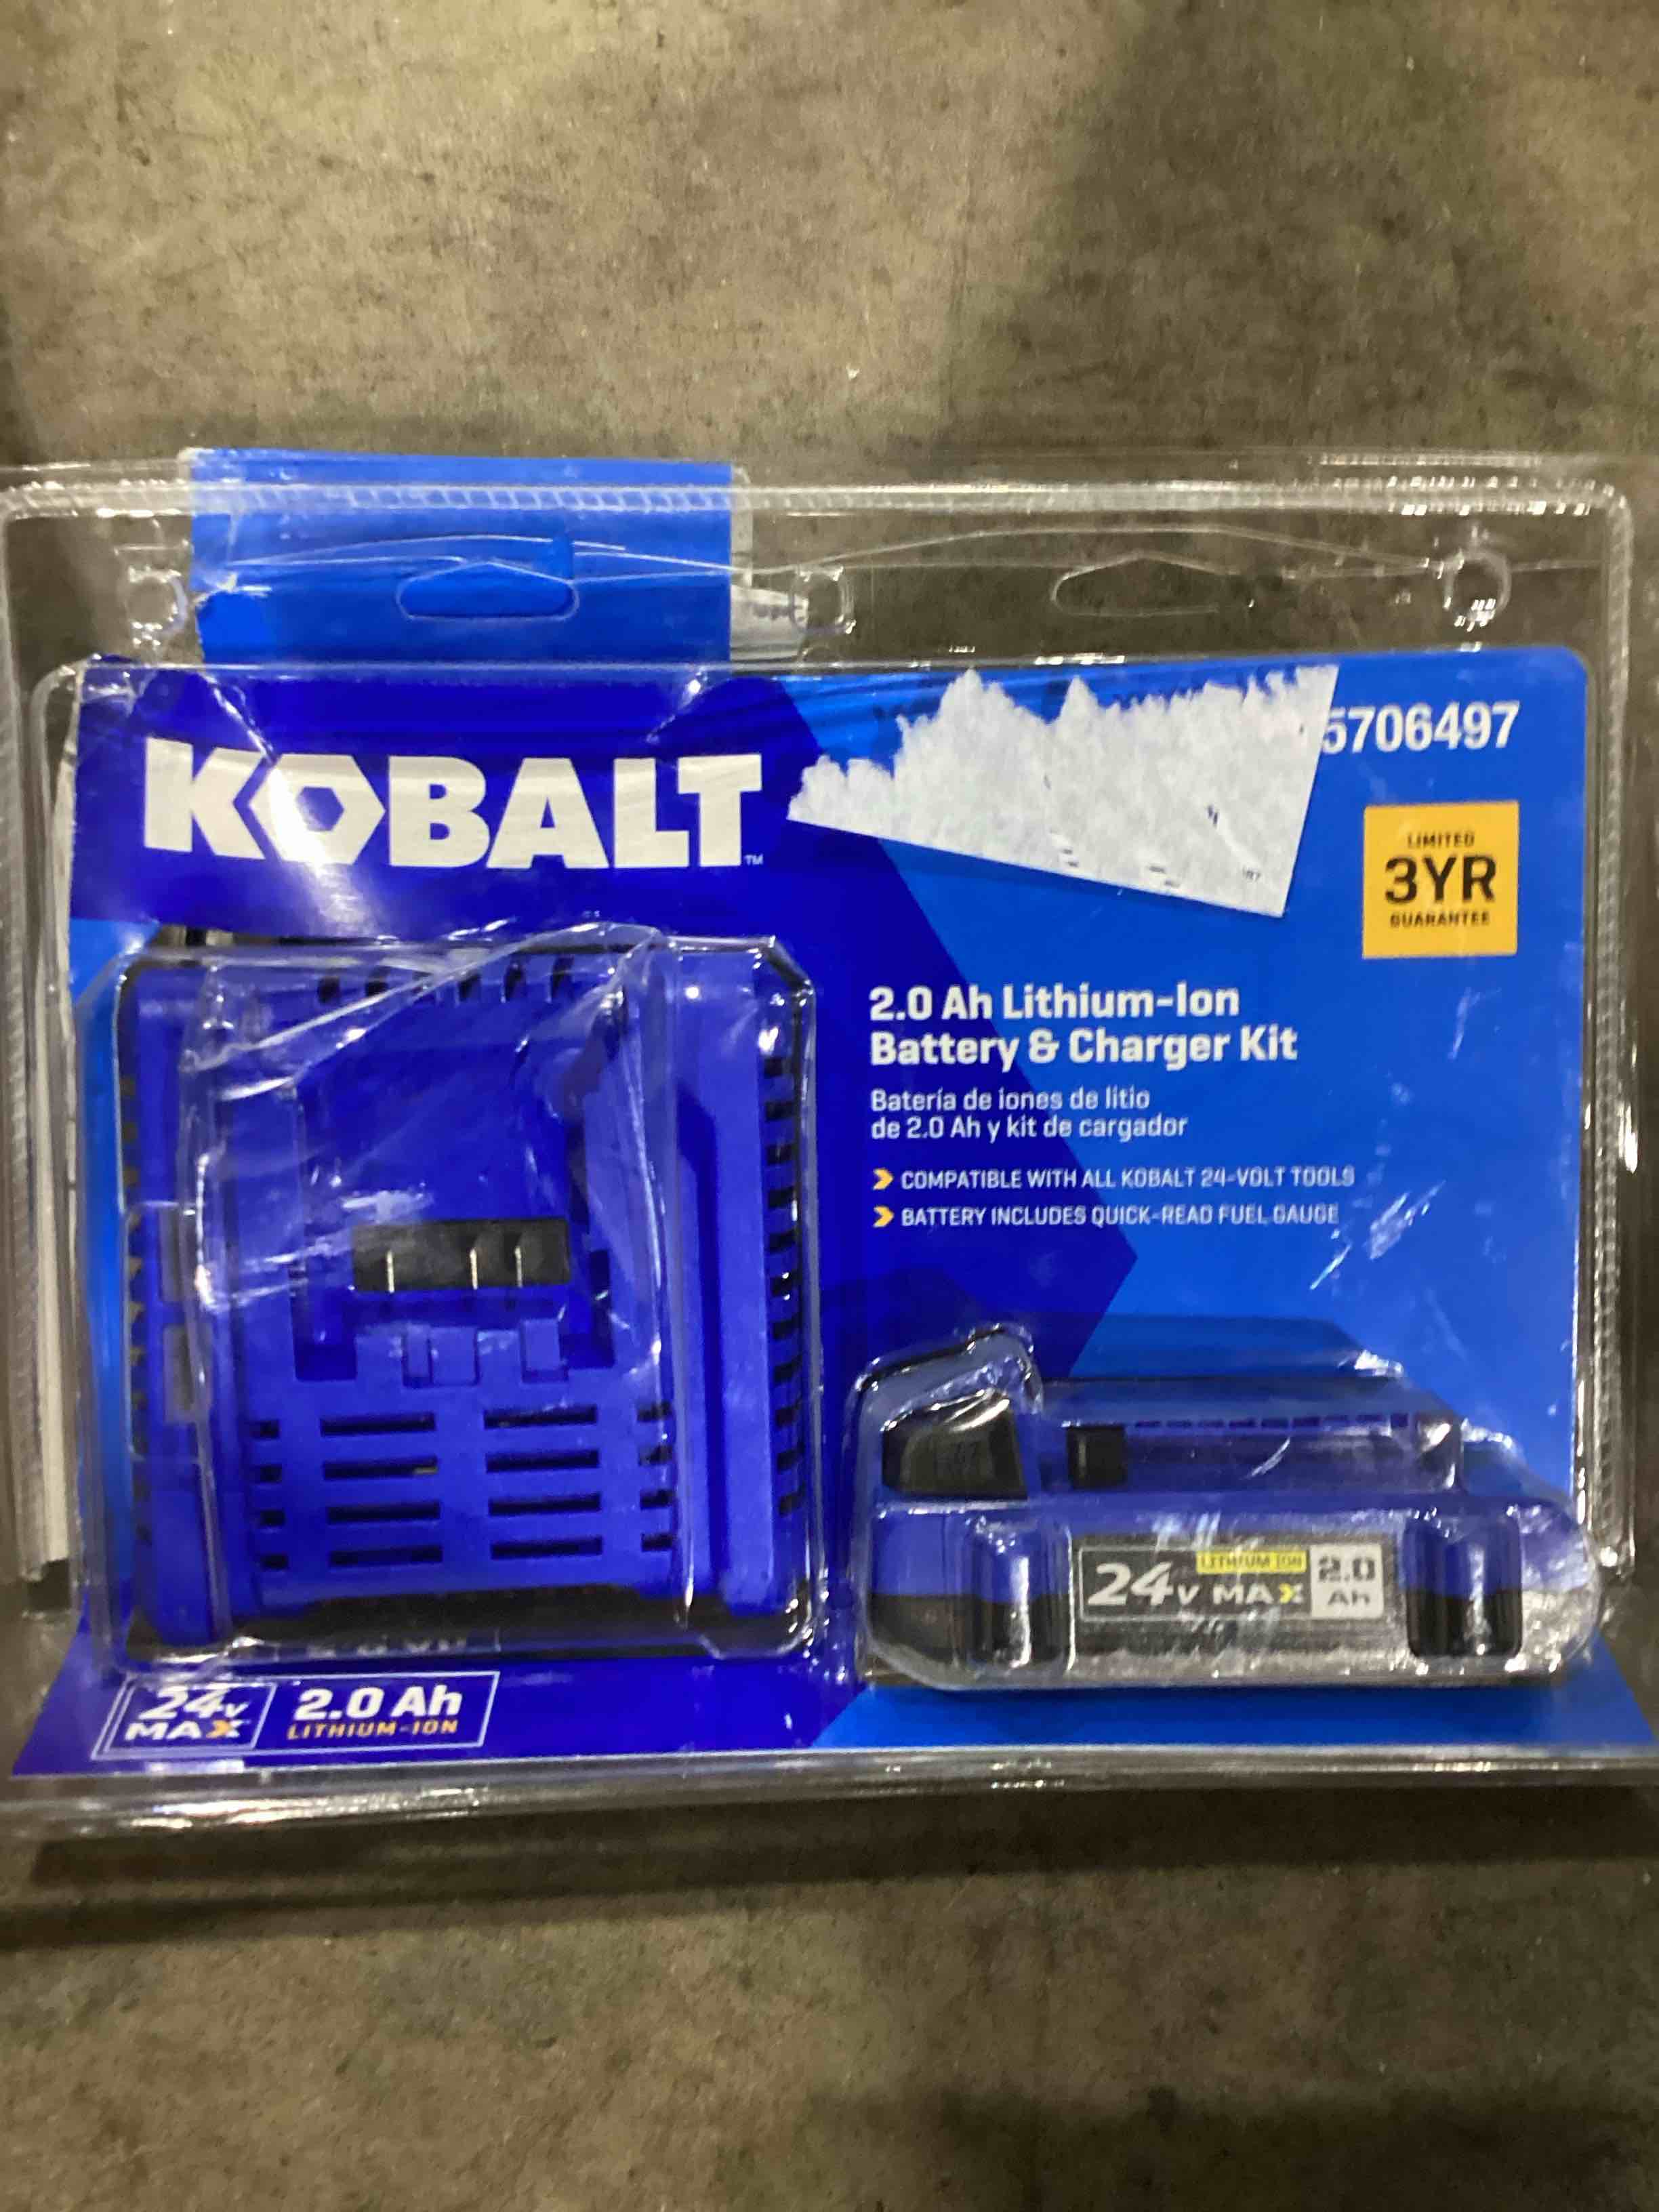 KOBALT™
5706497
LIMITED
3YR
GUARANTEE
2.0 Ah Lithium-Ion
Battery & Charger Kit
Batería de iones de litio
de 2.0 Ah y kit de cargador
COMPATIBLE WITH ALL KOBALT 24-VOLT TOOLS
BATTERY INCLUDES QUICK-READ FUEL GAUGE
24V MAX
LITHIUM ION
2.0
Ah
24V
MAX
2.0 Ah
LITHIUM-ION